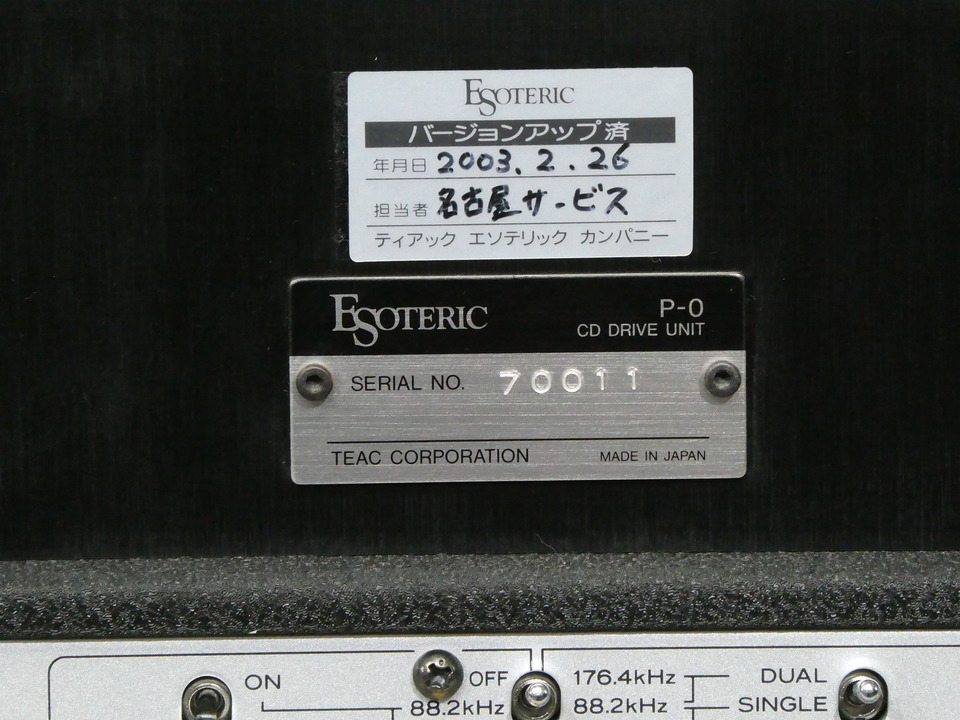 ESOTERIC
バージョンアップ済
年月日 2003.2.26
担当者 名古屋サービス
ティアック エソテリック カンパニー
ESOTERIC
P-0
CD DRIVE UNIT
SERIAL NO. 70011
TEAC CORPORATION MADE IN JAPAN
ON OFF 176.4kHz DUAL
88.2kHz 88.2kHz SINGLE